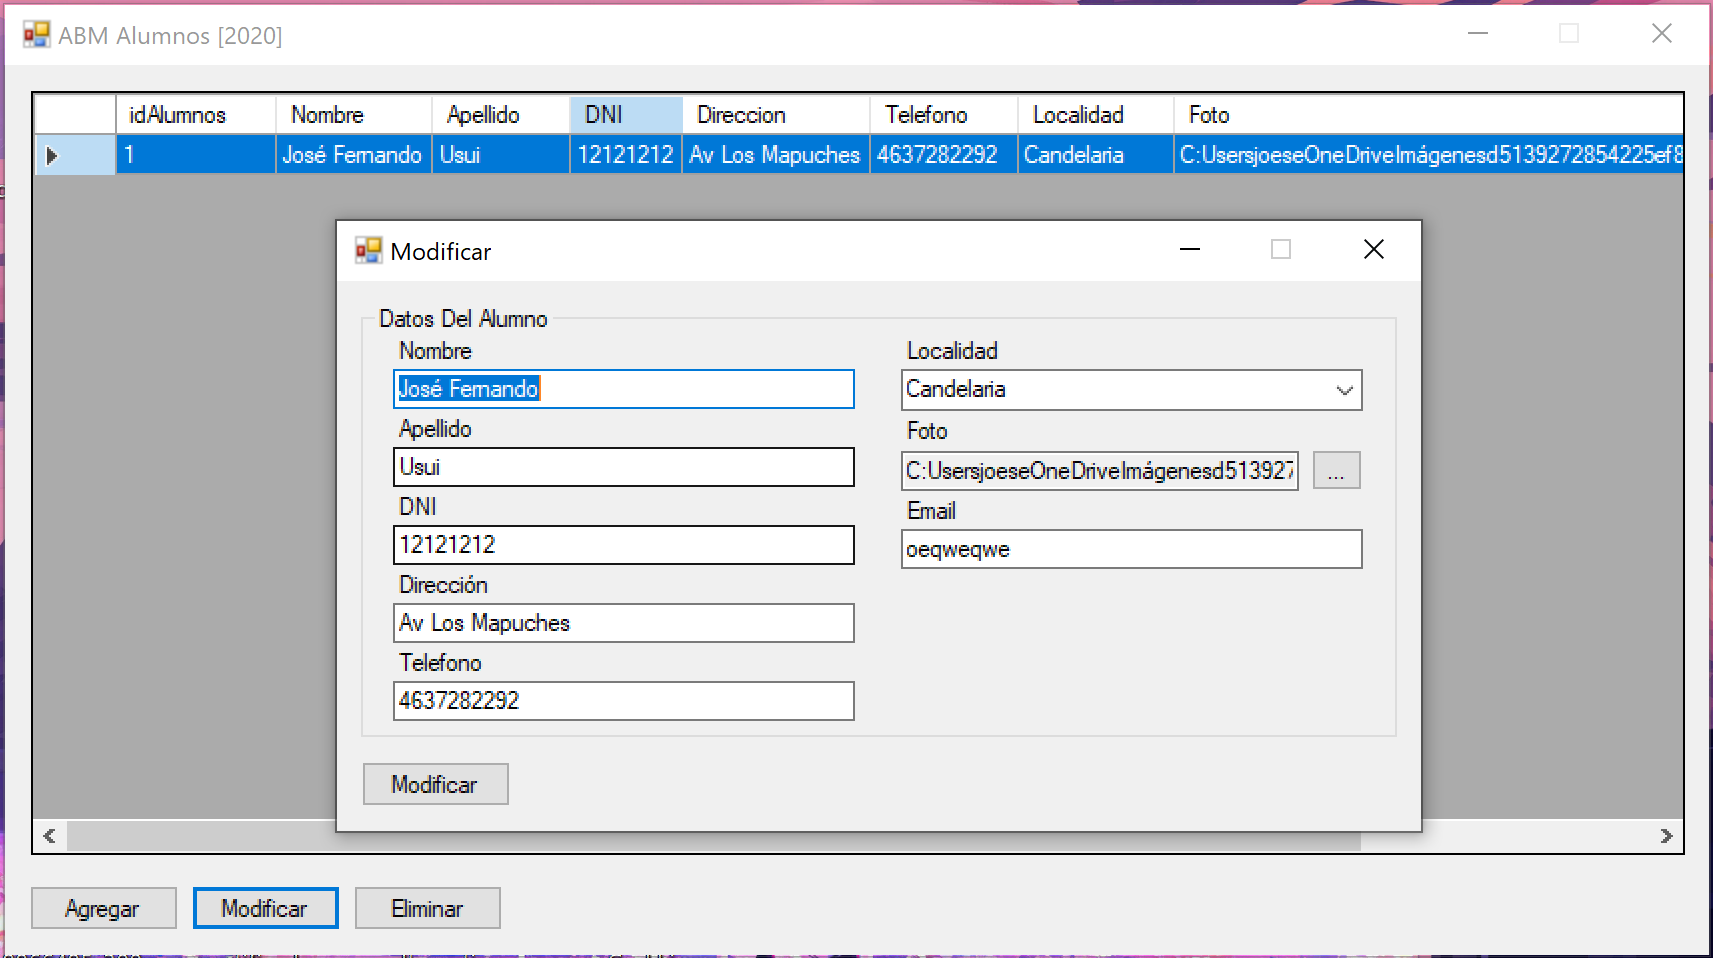 ABM Alumnos [2020]
idAlumnos Nombre Apellido DNI Direccion Telefono Localidad Foto
1 José Fernando Usui 12121212 Av Los Mapuches 4637282292 Candelaria C:UsersjoeseOneDriveImágenesd5139272854225ef8
Modificar
Datos Del Alumno
Nombre
José Fernando
Apellido
Usui
DNI
12121212
Dirección
Av Los Mapuches
Telefono
4637282292
Localidad
Candelaria
Foto
C:UsersjoeseOneDriveImágenesd513927 ...
Email
oeqweqwe
Modificar
Agregar Modificar Eliminar